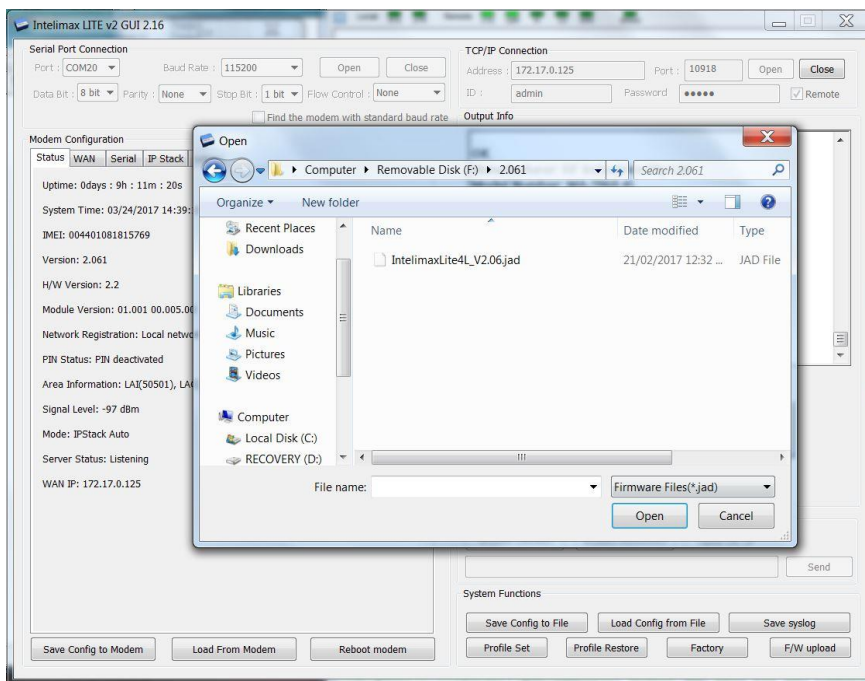 Intelimax LITE v2 GUI 2.16
Serial Port Connection
Port : COM20 Baud Rate : 115200 Open Close
Data Bit : 8 bit Parity : None Stop Bit : 1 bit Flow Control : None
Find the modem with standard baud rate
TCP/IP Connection
Address : 172.17.0.125 Port : 10918 Open Close
ID : admin Password ●●●●● Remote
Output Info
Modem Configuration
Status WAN Serial IP Stack
Uptime: 0days : 9h : 11m : 20s
System Time: 03/24/2017 14:39:
IMEI: 004401081815769
Version: 2.061
H/W Version: 2.2
Module Version: 01.001 00.005.00
Network Registration: Local netwo
PIN Status: PIN deactivated
Area Information: LAI(50501), LA
Signal Level: -97 dBm
Mode: IPStack Auto
Server Status: Listening
WAN IP: 172.17.0.125
Save Config to Modem Load From Modem Reboot modem
Open
Computer Removable Disk (F:) 2.061 Search 2.061
Organize New folder
Recent Places
Downloads
Libraries
Documents
Music
Pictures
Videos
Computer
Local Disk (C:)
RECOVERY (D:)
Name Date modified Type
IntelimaxLite4L_V2.06.jad 21/02/2017 12:32 ... JAD File
File name: Firmware Files(*.jad)
Open Cancel
Send
System Functions
Save Config to File Load Config from File Save syslog
Profile Set Profile Restore Factory F/W upload